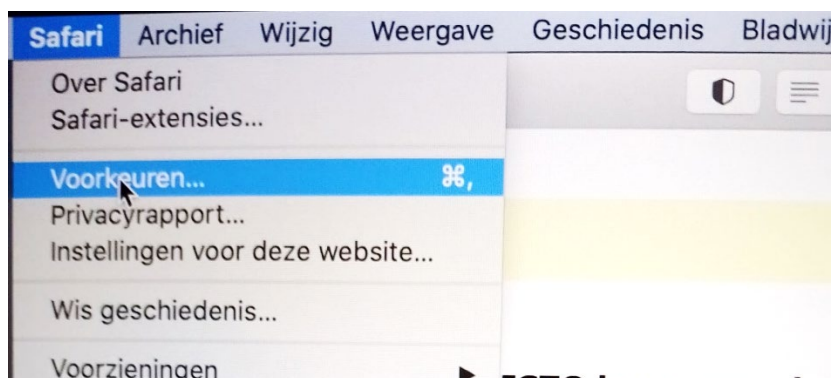 Safari Archief Wijzig Weergave Geschiedenis
Over Safari
Safari-extensies...
Voorkeuren... ⌘,
Privacyrapport...
Instellingen voor deze website...
Wis geschiedenis...
Voorzieningen